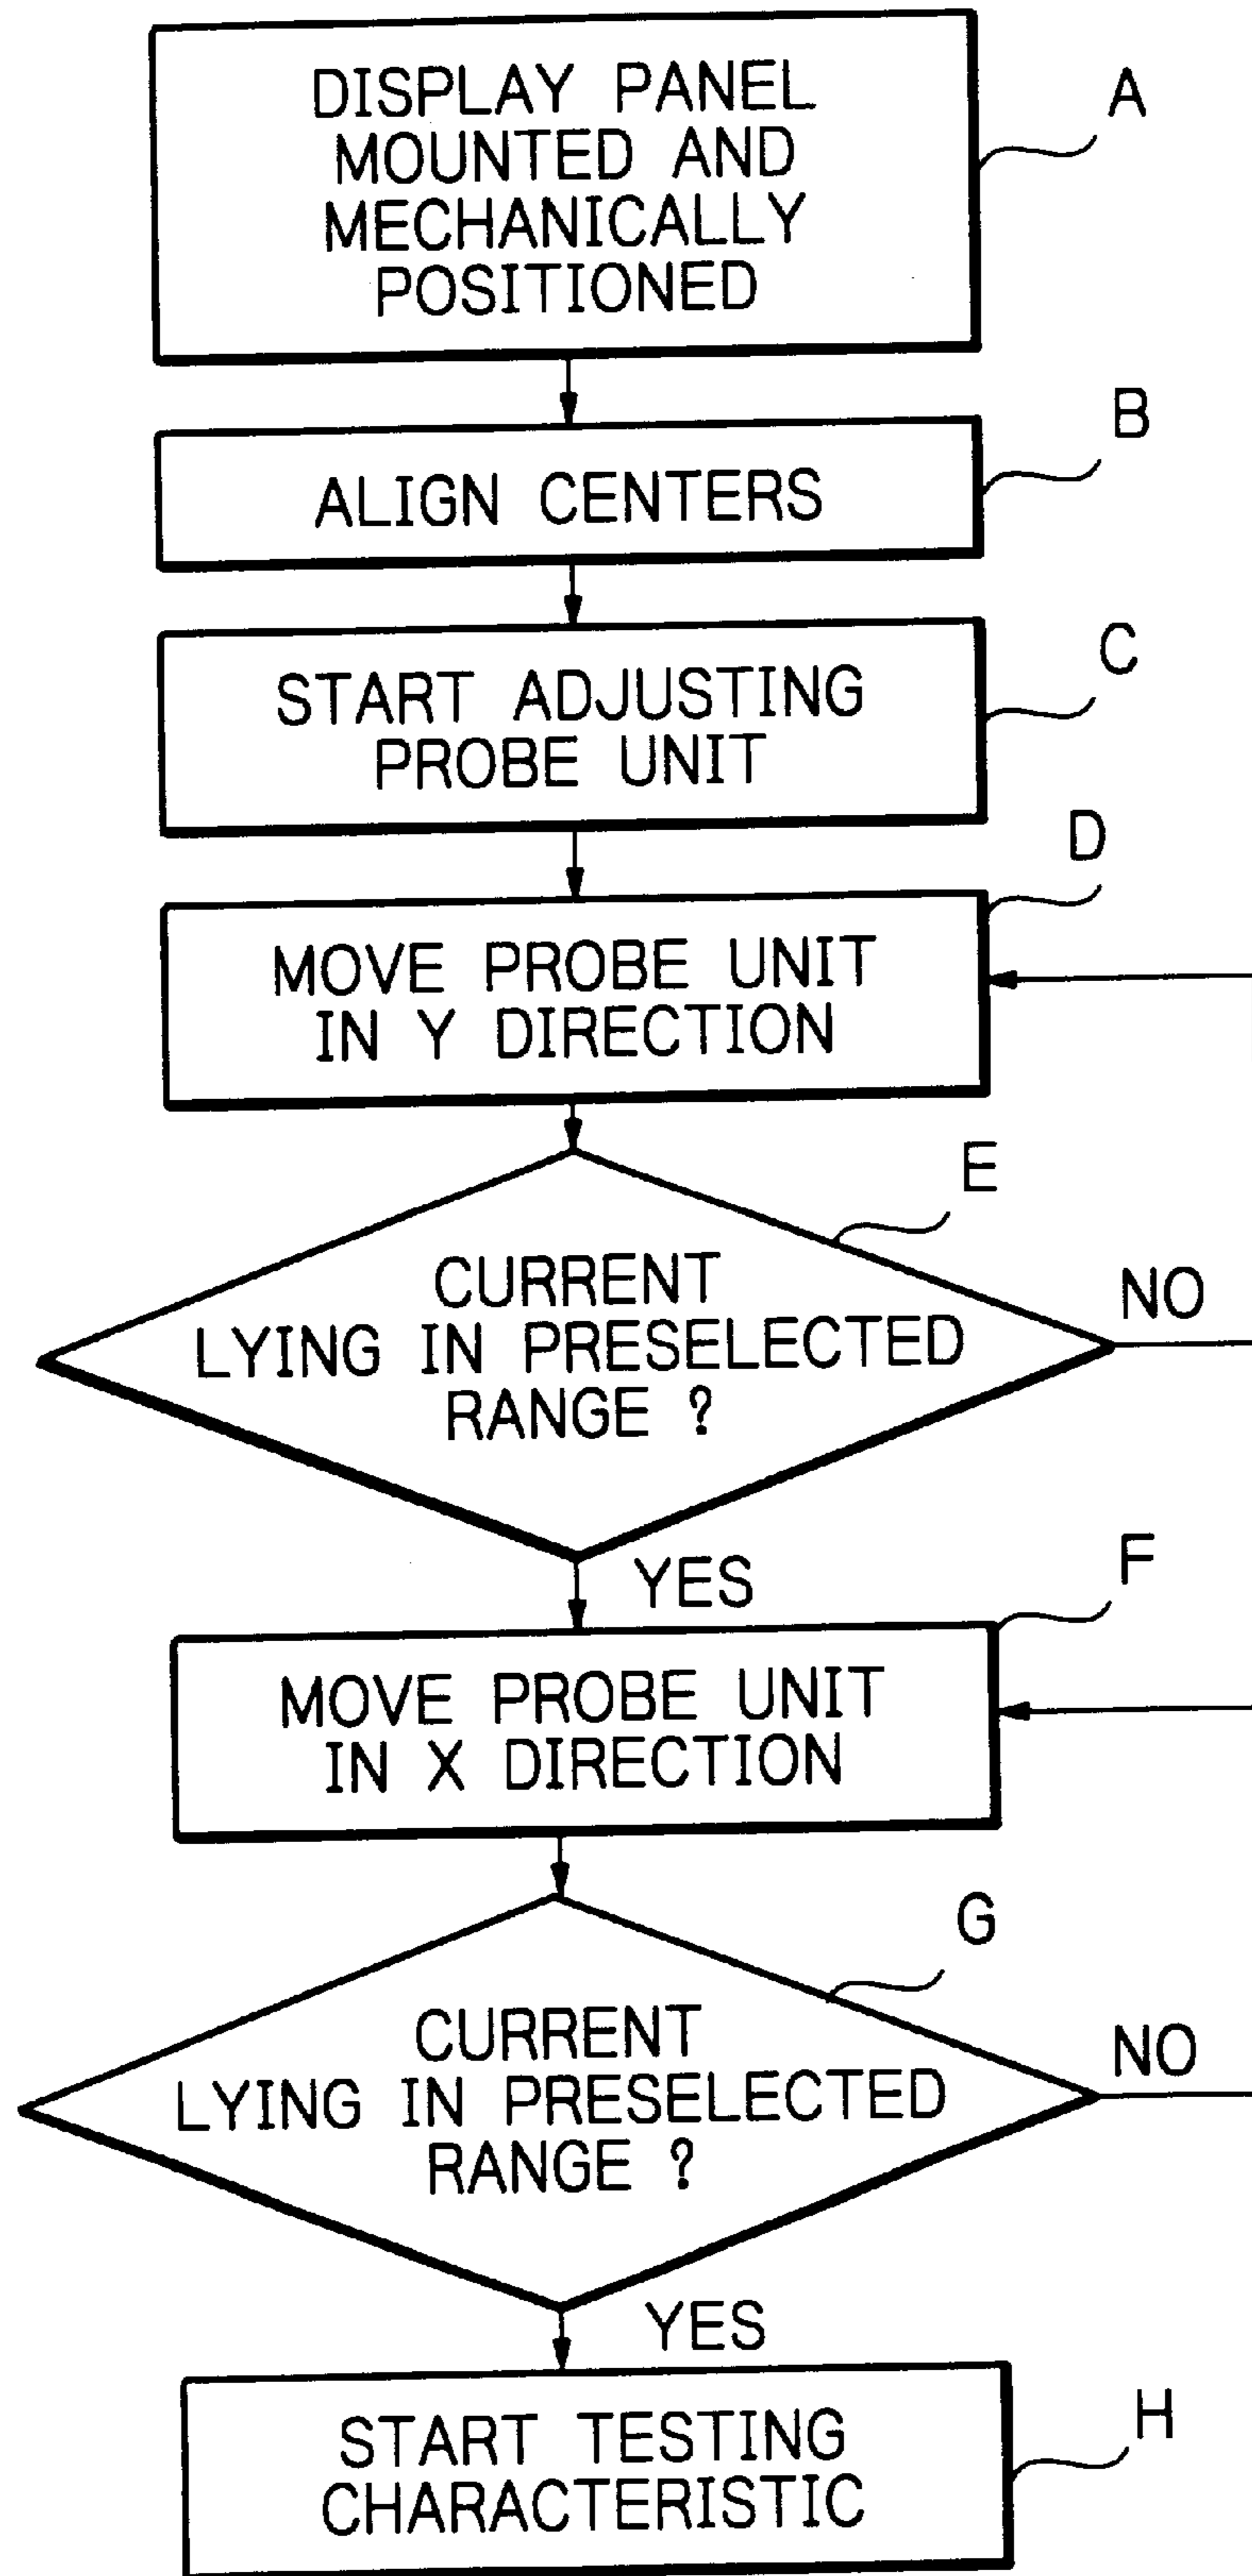 DISPLAY PANEL
MOUNTED AND
MECHANICALLY
POSITIONED
A
ALIGN CENTERS
B
START ADJUSTING
PROBE UNIT
C
MOVE PROBE UNIT
IN Y DIRECTION
D
CURRENT
LYING IN PRESELECTED
RANGE ?
E
NO
YES
MOVE PROBE UNIT
IN X DIRECTION
F
CURRENT
LYING IN PRESELECTED
RANGE ?
G
NO
YES
START TESTING
CHARACTERISTIC
H